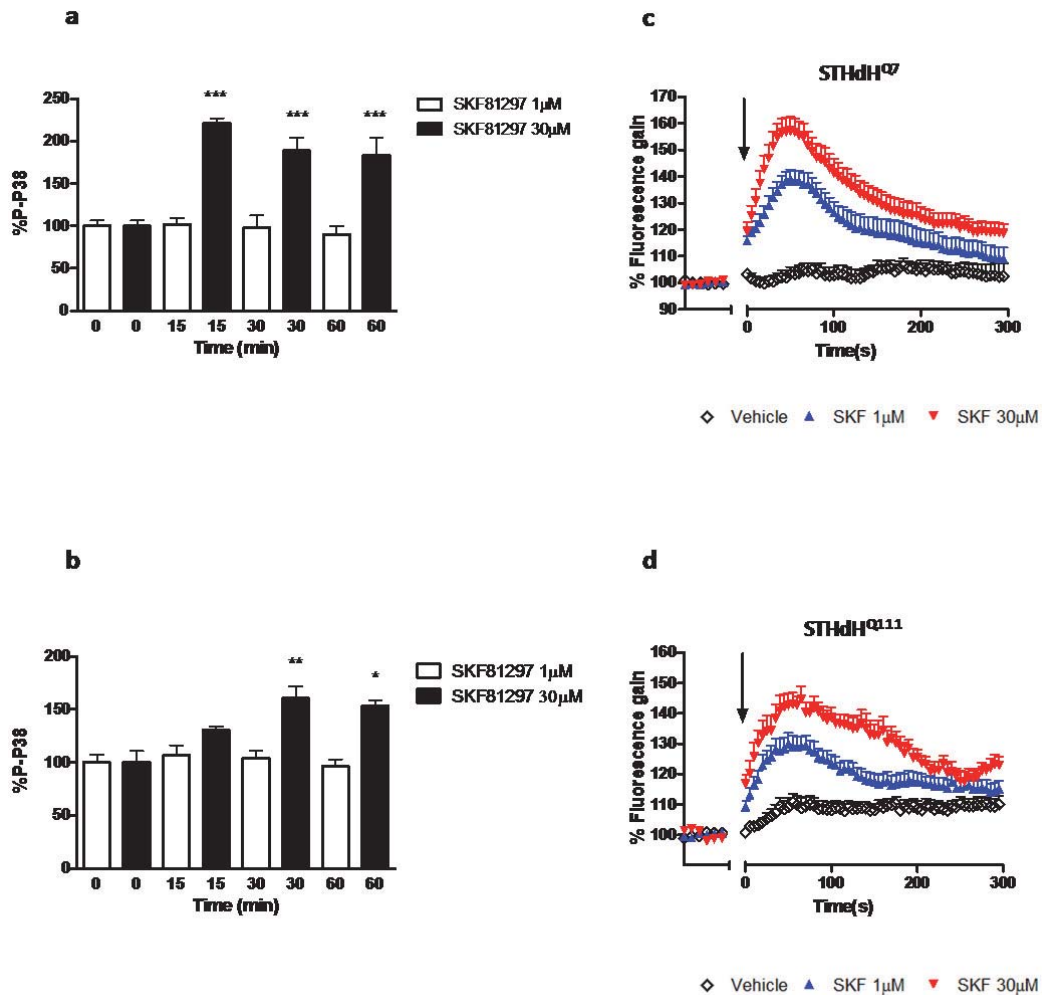 a
***
***
***
250
200
150
100
50
0
%P-P38
0 0 15 15 30 30 60 60
Time (min)
SKF81297 1µM
SKF81297 30µM
c
STHdH^Q7
170
160
150
140
130
120
110
100
90
% Fluorescence gain
0 100 200 300
Time(s)
Vehicle SKF 1µM SKF 30µM
b
**
*
200
150
100
50
0
%P-P38
0 0 15 15 30 30 60 60
Time (min)
SKF81297 1µM
SKF81297 30µM
d
STHdH^Q111
160
150
140
130
120
110
100
% Fluorescence gain
0 100 200 300
Time(s)
Vehicle SKF 1µM SKF 30µM